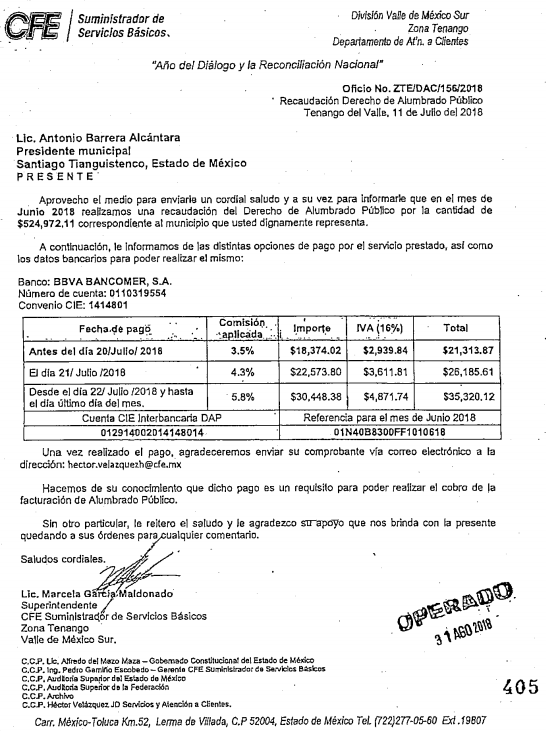 CFE Suministrador de
Servicios Básicos.
División Valle de México Sur
Zona Tenango
Departamento de At'n. a Clientes
"Año del Diálogo y la Reconciliación Nacional"
Oficio No. ZTE/DAC/156/2018
Recaudación Derecho de Alumbrado Público
Tenango del Valle, 11 de Julio del 2018
Lic. Antonio Barrera Alcántara
Presidente municipal
Santiago Tianguistenco, Estado de México
P R E S E N T E
Aprovecho el medio para enviarle un cordial saludo y a su vez para informarle que en el mes de
Junio 2018 realizamos una recaudación del Derecho de Alumbrado Público por la cantidad de
$524,972.11 correspondiente al municipio que usted dignamente representa.
A continuación, le informamos de las distintas opciones de pago por el servicio prestado, así como
los datos bancarios para poder realizar el mismo:
Banco: BBVA BANCOMER, S.A.
Número de cuenta: 0110319554
Convenio CIE: 1414801
Fecha de pago Comisión aplicada Importe IVA (16%) Total
Antes del día 20/Julio/ 2018 3.5% $18,374.02 $2,939.84 $21,313.87
El día 21/ Julio /2018 4.3% $22,573.80 $3,611.81 $26,185.61
Desde el día 22/ Julio /2018 y hasta
el día último día del mes. 5.8% $30,448.38 $4,871.74 $35,320.12
Cuenta CIE Interbancaria DAP Referencia para el mes de Junio 2018
012914002014148014 01N40B8300FF1010618
Una vez realizado el pago, agradeceremos enviar su comprobante vía correo electrónico a la
dirección: hector.velazquezh@cfe.mx
Hacemos de su conocimiento que dicho pago es un requisito para poder realizar el cobro de la
facturación de Alumbrado Público.
Sin otro particular, le reitero el saludo y le agradezco su apoyo que nos brinda con la presente
quedando a sus órdenes para cualquier comentario.
Saludos cordiales.
Lic. Marcela García Maldonado
Superintendente
CFE Suministrador de Servicios Básicos
Zona Tenango
Valle de México Sur.
OPERADO
31 AGO 2018
C.C.P. Lic. Alfredo del Mazo Maza – Gobernado Constitucional del Estado de México
C.C.P. Ing. Pedro Gamiño Escobedo – Gerente CFE Suministrador de Servicios Básicos
C.C.P. Auditoria Superior del Estado de México
C.C.P. Auditoria Superior de la Federación
C.C.P. Archivo
C.C.P. Héctor Velázquez JD Servicios y Atención a Clientes.
405
Carr. México-Toluca Km.52, Lerma de Villada, C.P 52004, Estado de México Tel. (722)277-05-60 Ext .19807